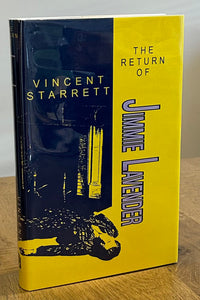 THE
RETURN
OF
VINCENT
STARRETT
JIMMIE LAVENDER